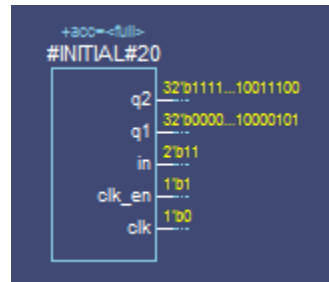 +acc=<full>
#INITIAL#20
q2 32'b1111...10011100
q1 32'b0000...10000101
in 2'b11
clk_en 1'b1
clk 1'b0